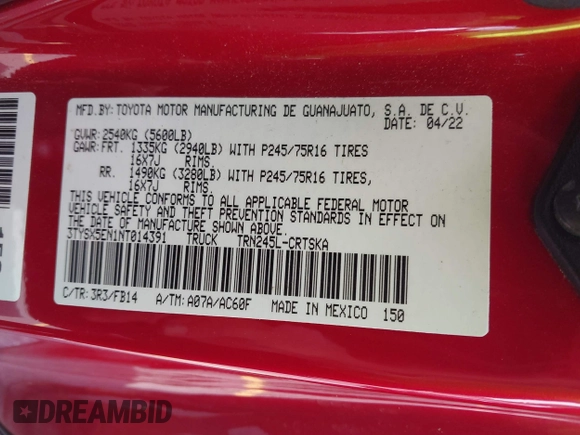 MFD.BY: TOYOTA MOTOR MANUFACTURING DE GUANAJUATO, S.A. DE C.V.
DATE: 04/22
GVWR: 2540KG (5600LB)
GAWR: FRT. 1335KG (2940LB) WITH P245/75R16 TIRES
16X7J RIMS.
RR. 1490KG (3280LB) WITH P245/75R16 TIRES,
16X7J RIMS.
THIS VEHICLE CONFORMS TO ALL APPLICABLE FEDERAL MOTOR
VEHICLE SAFETY AND THEFT PREVENTION STANDARDS IN EFFECT ON
THE DATE OF MANUFACTURE SHOWN ABOVE.
3TYSX5EN1NT014391 TRUCK TRN245L-CRTSKA
C/TR: 3R3/FB14 A/TM: A07A/AC60F MADE IN MEXICO 150
DREAMBID